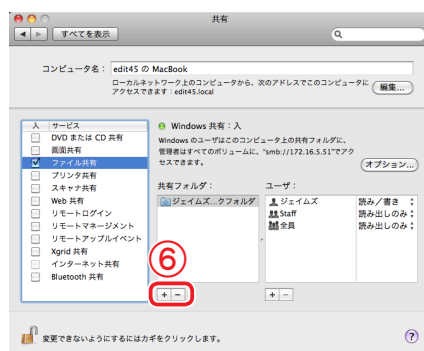 共有
すべてを表示
コンピュータ名： edit45 の MacBook
ローカルネットワーク上のコンピュータから、次のアドレスでこのコンピュータに
アクセスできます：edit45.local
編集...
入 サービス
DVD または CD 共有
画面共有
ファイル共有
プリンタ共有
スキャナ共有
Web 共有
リモートログイン
リモートマネージメント
リモートアップルイベント
Xgrid 共有
インターネット共有
Bluetooth 共有
Windows 共有：入
Windows のユーザはこのコンピュータ上の共有フォルダに、
管理者はすべてのボリュームに、"smb://172.16.5.51"でアク
セスできます。
オプション...
共有フォルダ：
ジェイムズ...クフォルダ
⑥
+ −
ユーザ：
ジェイムズ 読み／書き
Staff 読み出しのみ
全員 読み出しのみ
+ −
変更できないようにするにはカギをクリックします。
?